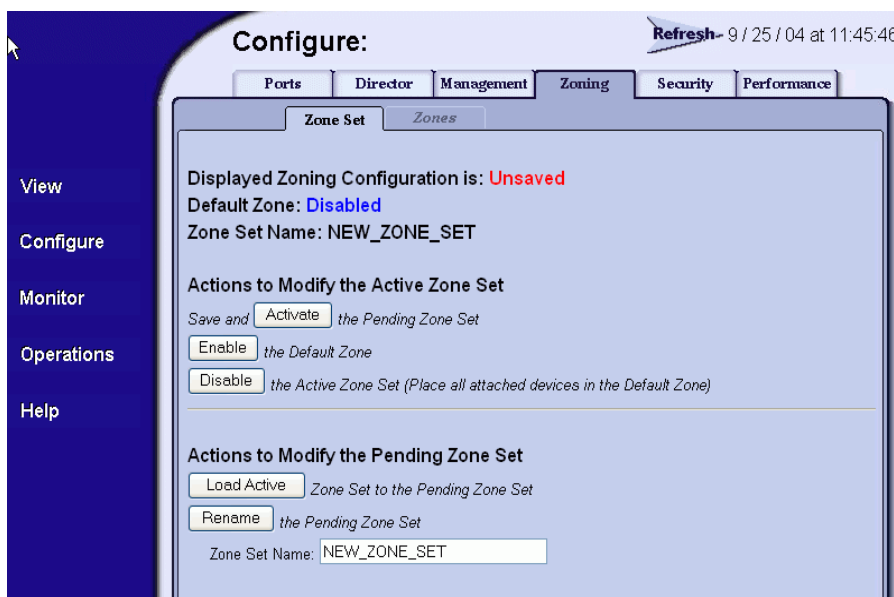 Configure:
Refresh- 9 / 25 / 04 at 11:45:46
Ports Director Management Zoning Security Performance
Zone Set Zones
View
Configure
Monitor
Operations
Help
Displayed Zoning Configuration is: Unsaved
Default Zone: Disabled
Zone Set Name: NEW_ZONE_SET
Actions to Modify the Active Zone Set
Save and Activate the Pending Zone Set
Enable the Default Zone
Disable the Active Zone Set (Place all attached devices in the Default Zone)
Actions to Modify the Pending Zone Set
Load Active Zone Set to the Pending Zone Set
Rename the Pending Zone Set
Zone Set Name: NEW_ZONE_SET